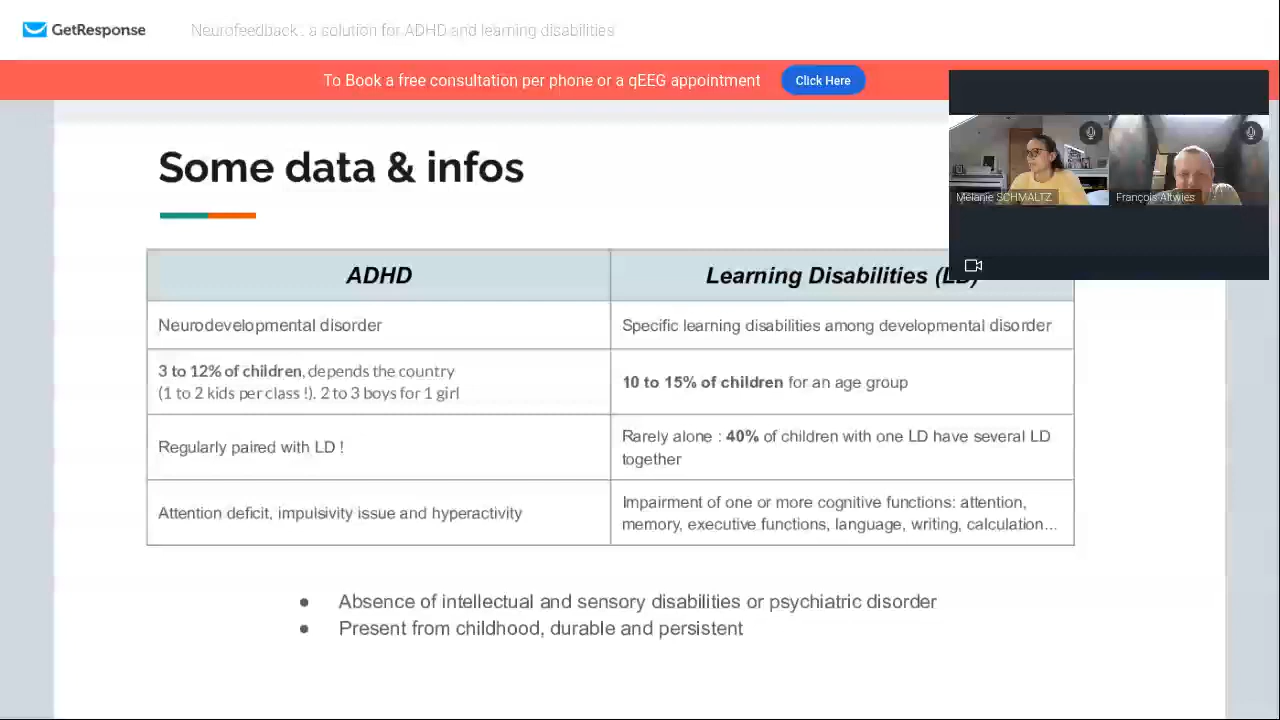 GetResponse
Neurofeedback : a solution for ADHD and learning disabilities
To Book a free consultation per phone or a qEEG appointment
Click Here
Mélanie SCHMALTZ
François Altwies
Some data & infos
ADHD
Learning Disabilities (LD)
Neurodevelopmental disorder
Specific learning disabilities among developmental disorder
3 to 12% of children, depends the country
(1 to 2 kids per class !). 2 to 3 boys for 1 girl
10 to 15% of children for an age group
Regularly paired with LD !
Rarely alone : 40% of children with one LD have several LD
together
Attention deficit, impulsivity issue and hyperactivity
Impairment of one or more cognitive functions: attention,
memory, executive functions, language, writing, calculation...
● Absence of intellectual and sensory disabilities or psychiatric disorder
● Present from childhood, durable and persistent